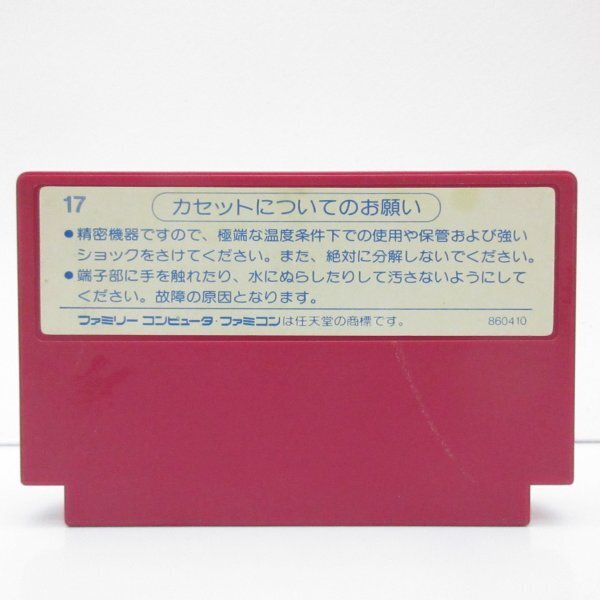 17
カセットについてのお願い
●精密機器ですので、極端な温度条件下での使用や保管および強い
ショックをさけてください。また、絶対に分解しないでください。
●端子部に手を触れたり、水にぬらしたりして汚さないようにして
ください。故障の原因となります。
ファミリーコンピュータ・ファミコンは任天堂の商標です。
860410